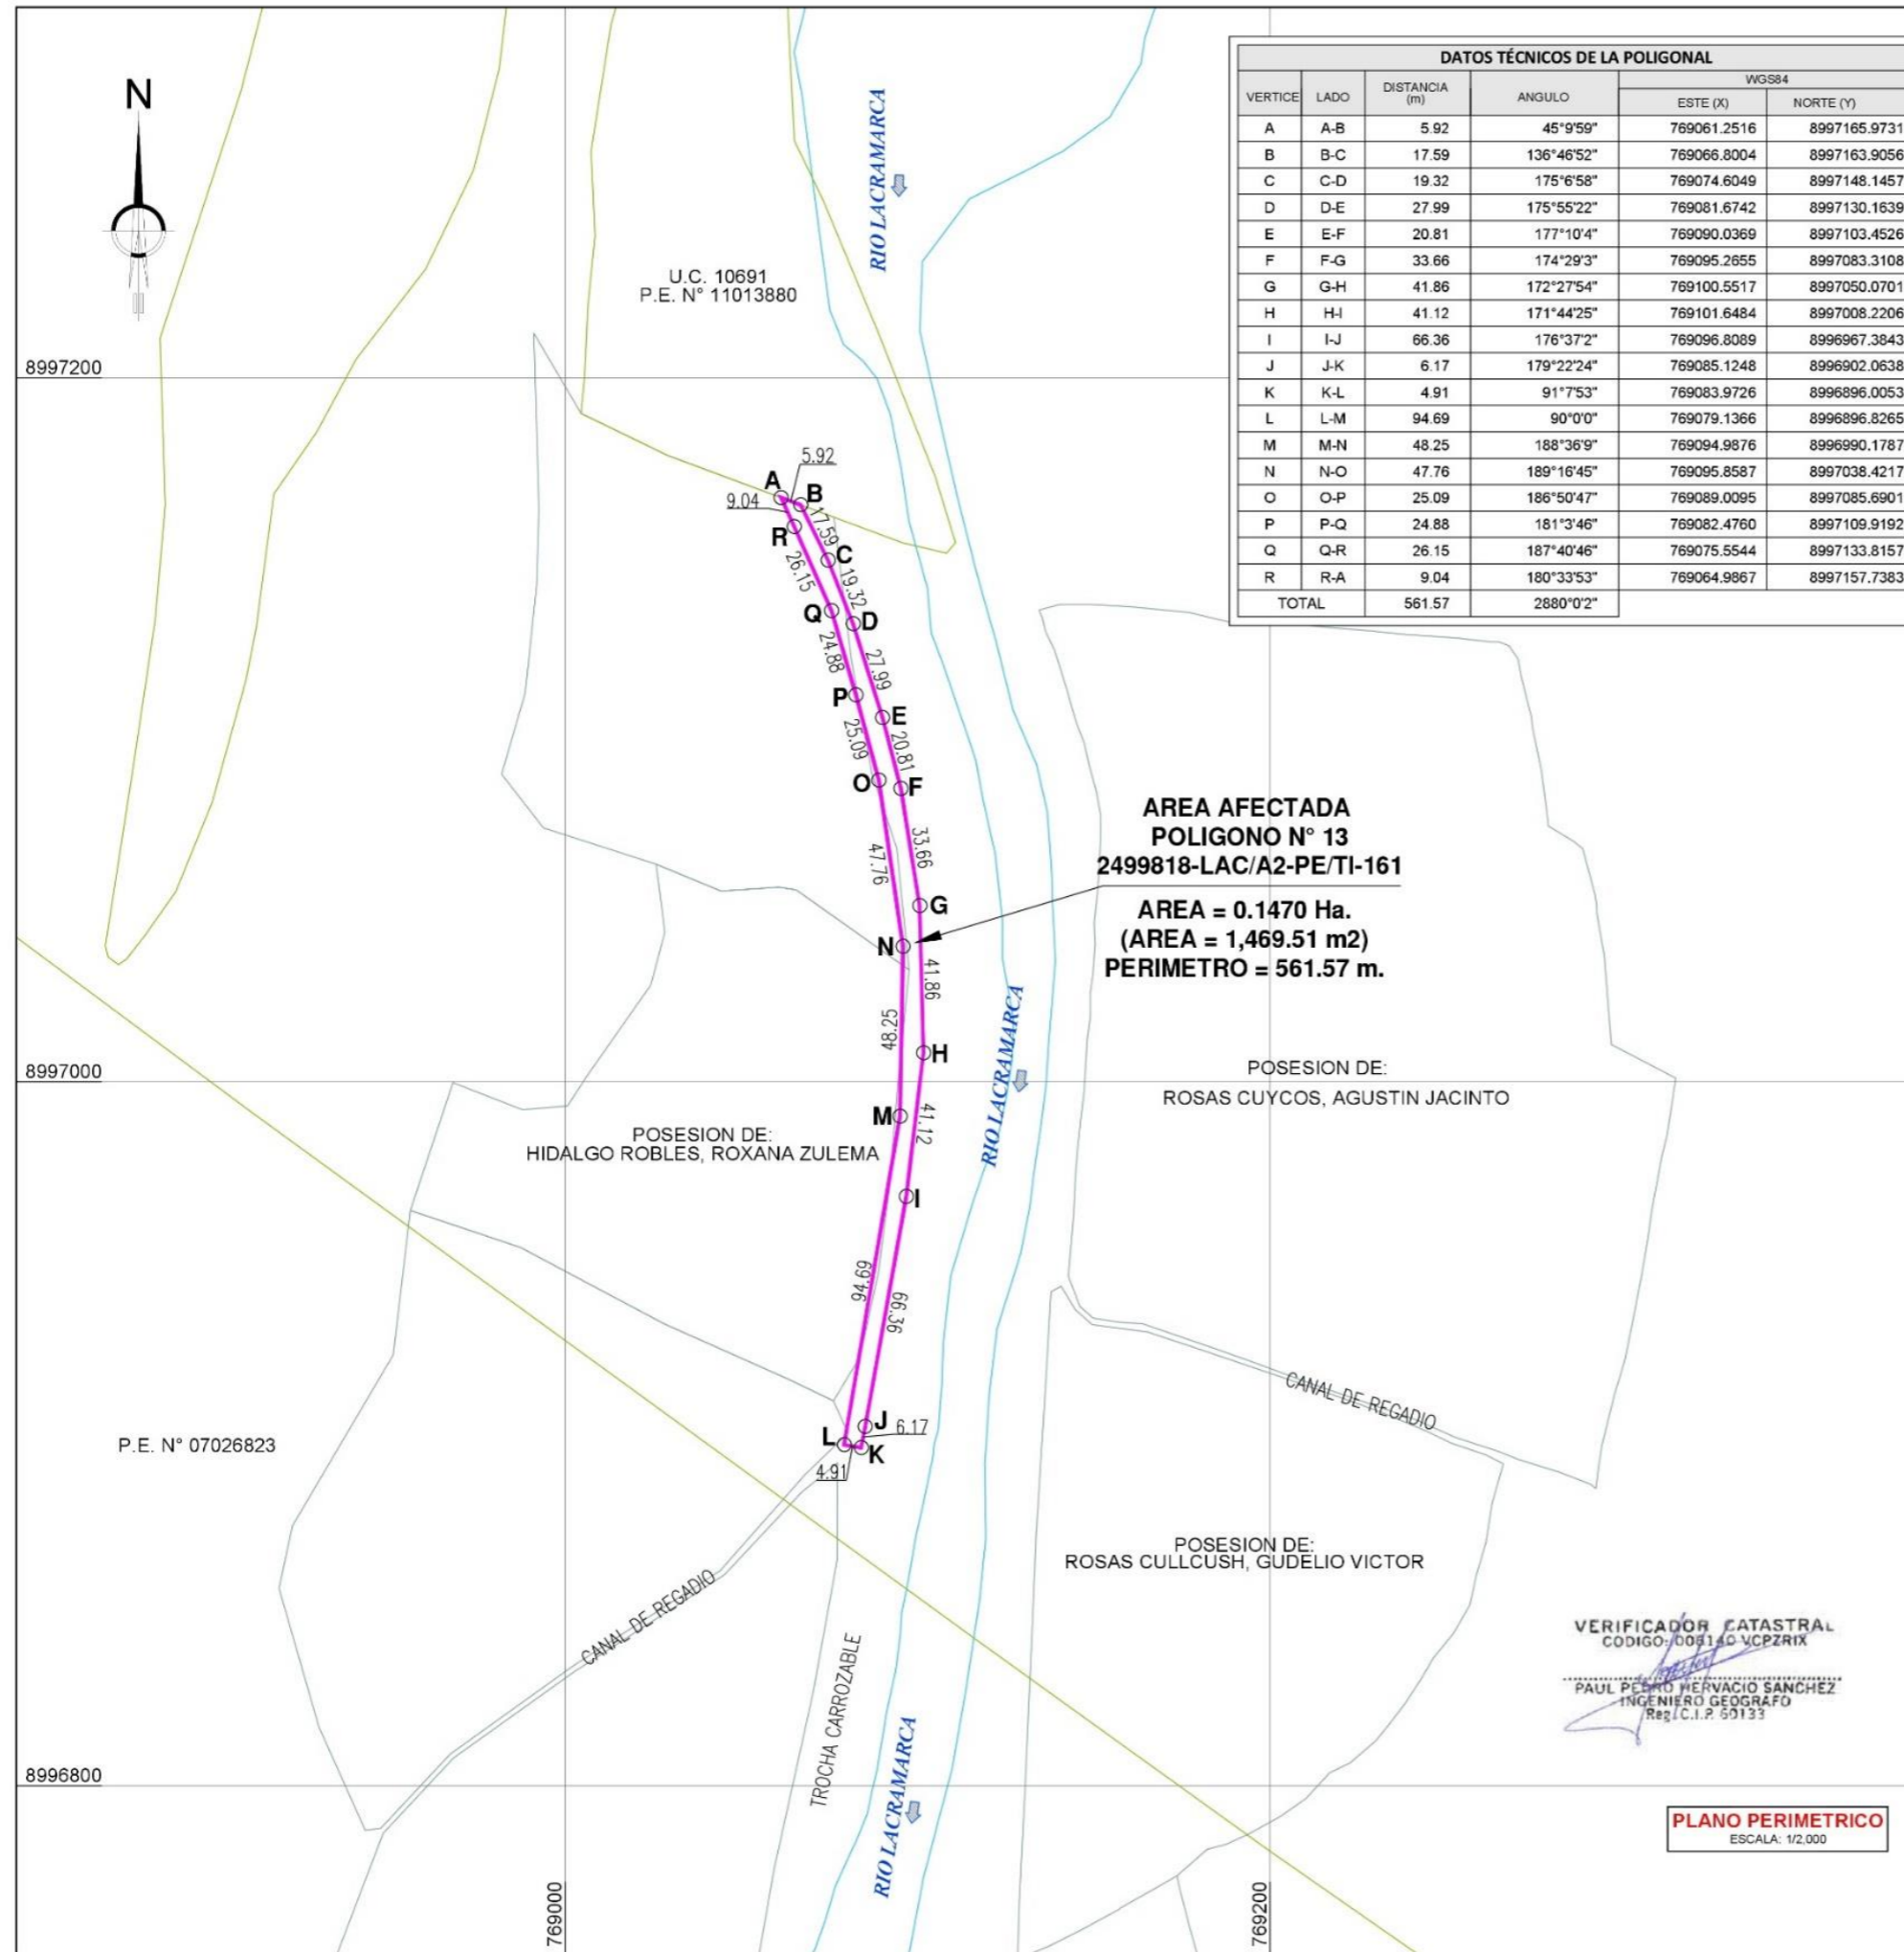 N
DATOS TÉCNICOS DE LA POLIGONAL
VERTICE LADO DISTANCIA (m) ANGULO WGS84
ESTE (X) NORTE (Y)
A A-B 5.92 45°9'59" 769061.2516 8997165.9731
B B-C 17.59 136°46'52" 769066.8004 8997163.9056
C C-D 19.32 175°6'58" 769074.6049 8997148.1457
D D-E 27.99 175°55'22" 769081.6742 8997130.1639
E E-F 20.81 177°10'4" 769090.0369 8997103.4526
F F-G 33.66 174°29'3" 769095.2655 8997083.3108
G G-H 41.86 172°27'54" 769100.5517 8997050.0701
H H-I 41.12 171°44'25" 769101.6484 8997008.2206
I I-J 66.36 176°37'2" 769096.8089 8996967.3843
J J-K 6.17 179°22'24" 769085.1248 8996902.0638
K K-L 4.91 91°7'53" 769083.9726 8996896.0053
L L-M 94.69 90°0'0" 769079.1366 8996896.8265
M M-N 48.25 188°36'9" 769094.9876 8996990.1787
N N-O 47.76 189°16'45" 769095.8587 8997038.4217
O O-P 25.09 186°50'47" 769089.0095 8997085.6901
P P-Q 24.88 181°3'46" 769082.4760 8997109.9192
Q Q-R 26.15 187°40'46" 769075.5544 8997133.8157
R R-A 9.04 180°33'53" 769064.9867 8997157.7383
TOTAL 561.57 2880°0'2"
RIO LACRAMARCA
U.C. 10691
P.E. N° 11013880
8997200
5.92
A
B
9.04
R
17.59
C
26.15
19.32
Q
D
24.88
27.99
P
E
25.09
20.81
O
F
33.66
47.76
G
N
41.86
48.25
H
M
41.12
I
94.69
66.36
J
6.17
L
K
4.91
AREA AFECTADA
POLIGONO N° 13
2499818-LAC/A2-PE/TI-161
AREA = 0.1470 Ha.
(AREA = 1,469.51 m2)
PERIMETRO = 561.57 m.
RIO LACRAMARCA
8997000
POSESION DE:
ROSAS CUYCOS, AGUSTIN JACINTO
POSESION DE:
HIDALGO ROBLES, ROXANA ZULEMA
CANAL DE REGADIO
P.E. N° 07026823
POSESION DE:
ROSAS CULLCUSH, GUDELIO VICTOR
CANAL DE REGADIO
TROCHA CARROZABLE
RIO LACRAMARCA
VERIFICADOR CATASTRAL
CODIGO: VCPZRIX
PAUL PEDRO HERVACIO SANCHEZ
INGENIERO GEOGRAFO
Reg. C.I.P. 60133
8996800
PLANO PERIMETRICO
ESCALA: 1/2,000
769000
769200